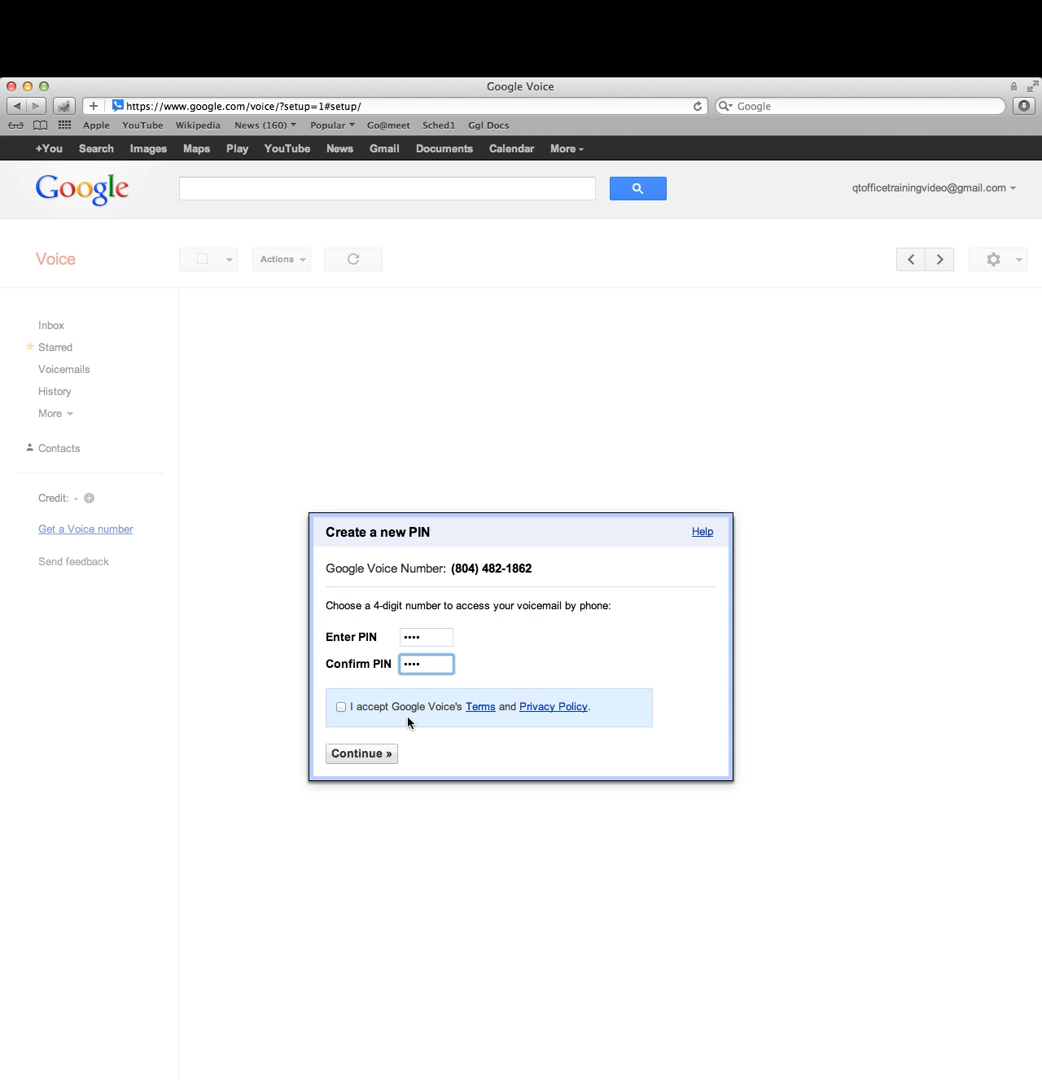 Google Voice
https://www.google.com/voice/?setup=1#setup/
Google
Apple YouTube Wikipedia News (160) Popular Go@meet Sched1 Ggl Docs
+You Search Images Maps Play YouTube News Gmail Documents Calendar More
Google
qtofficetrainingvideo@gmail.com
Voice
Actions
Inbox
Starred
Voicemails
History
More
Contacts
Credit: -
Get a Voice number
Send feedback
Create a new PIN Help
Google Voice Number: (804) 482-1862
Choose a 4-digit number to access your voicemail by phone:
Enter PIN ••••
Confirm PIN ••••
I accept Google Voice's Terms and Privacy Policy.
Continue »